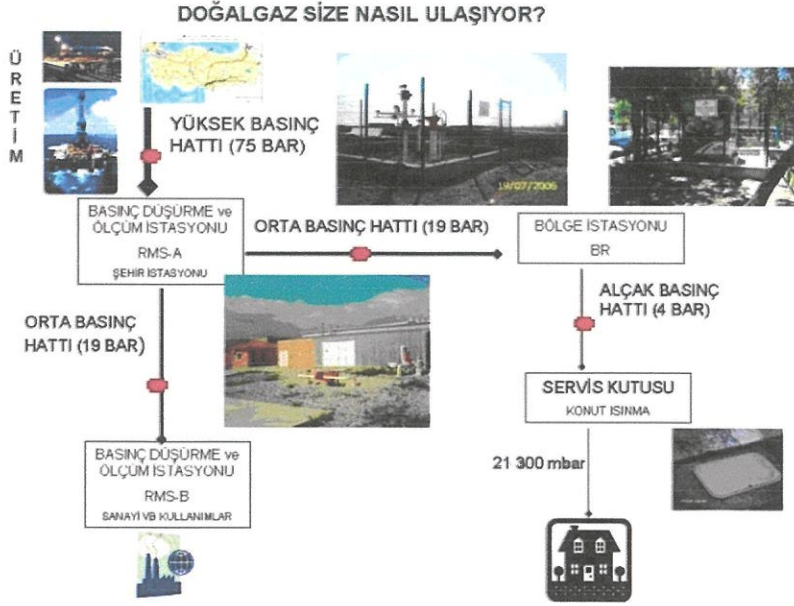 DOĞALGAZ SİZE NASIL ULAŞIYOR?
ÜRETİM
YÜKSEK BASINÇ
HATTI (75 BAR)
19/07/2006
BASINÇ DÜŞÜRME ve
ÖLÇÜM İSTASYONU
RMS-A
ŞEHİR İSTASYONU
ORTA BASINÇ HATTI (19 BAR)
BÖLGE İSTASYONU
BR
ORTA BASINÇ
HATTI (19 BAR)
ALÇAK BASINÇ
HATTI (4 BAR)
SERVİS KUTUSU
KONUT ISINMA
BASINÇ DÜŞÜRME ve
ÖLÇÜM İSTASYONU
RMS-B
SANAYİ VB KULLANIMLAR
21 300 mbar